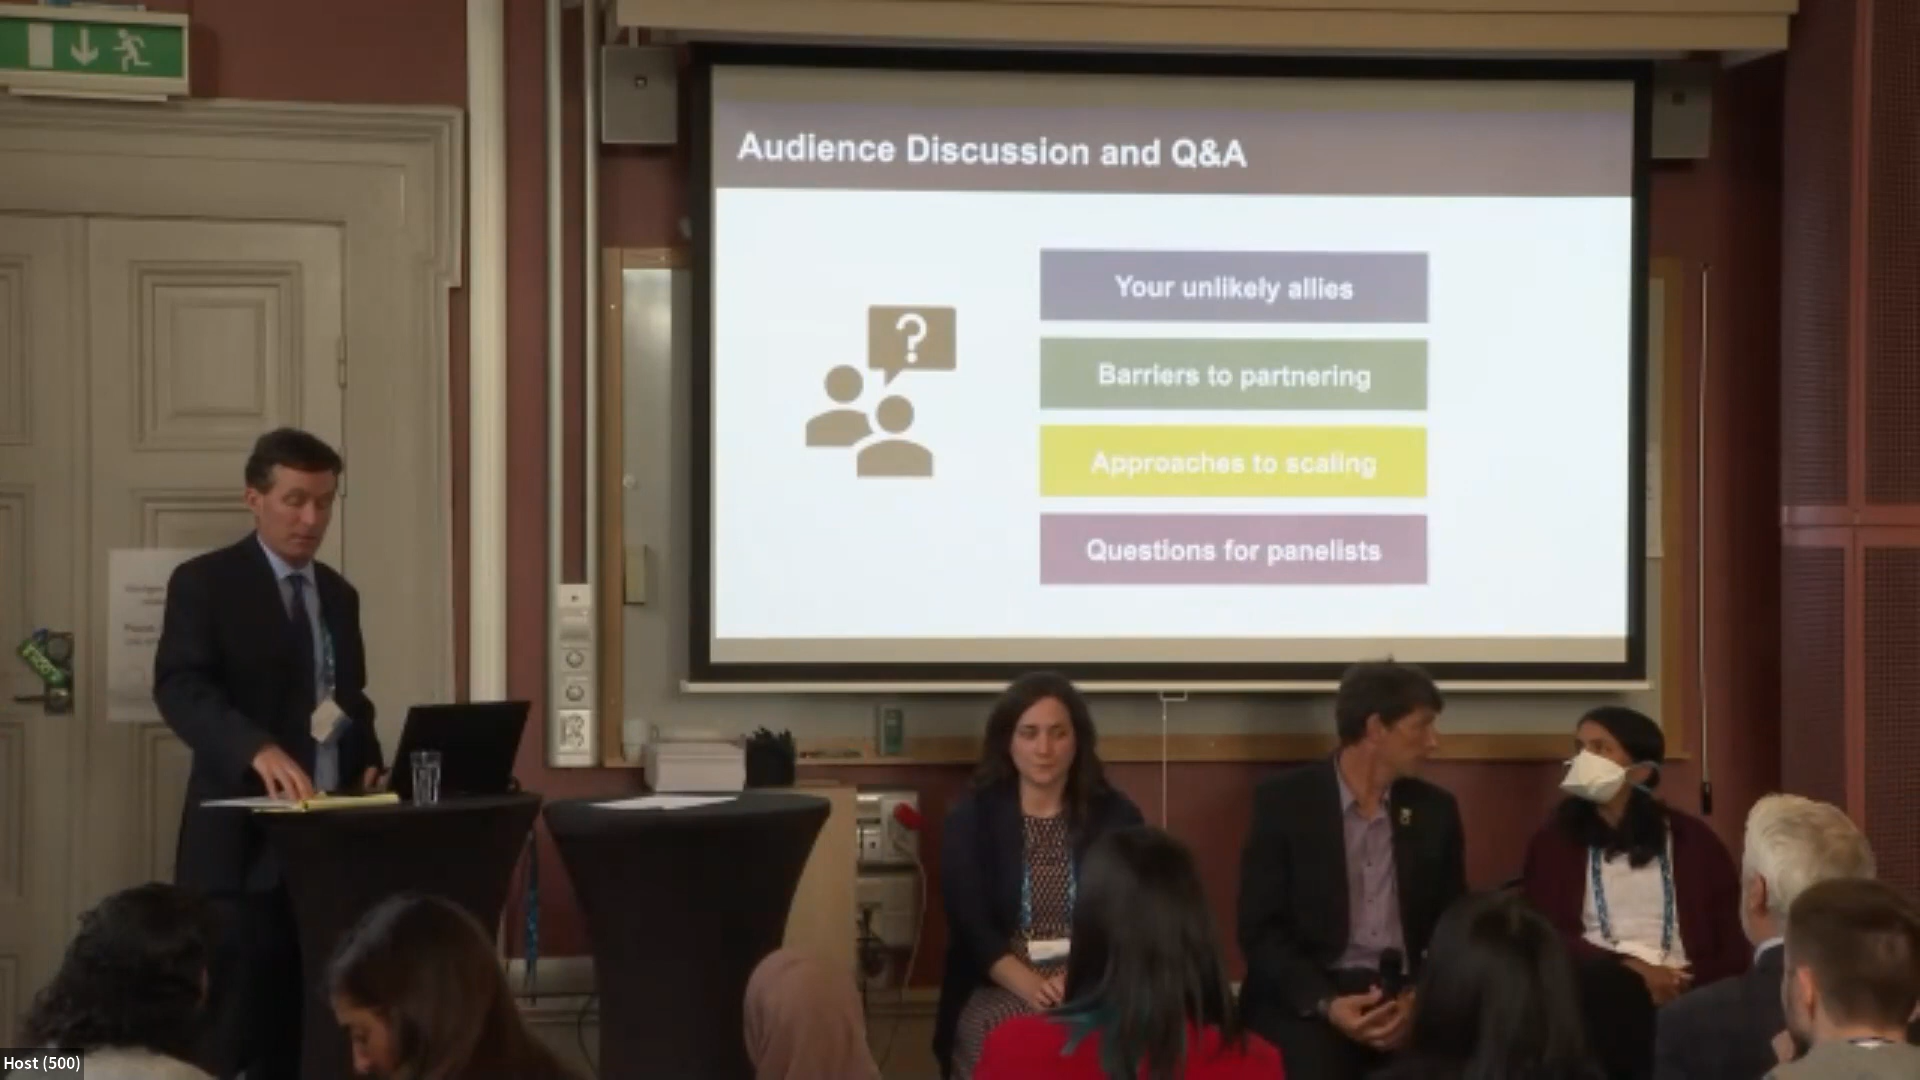 Audience Discussion and Q&A
?
Your unlikely allies
Barriers to partnering
Approaches to scaling
Questions for panelists
Host (500)